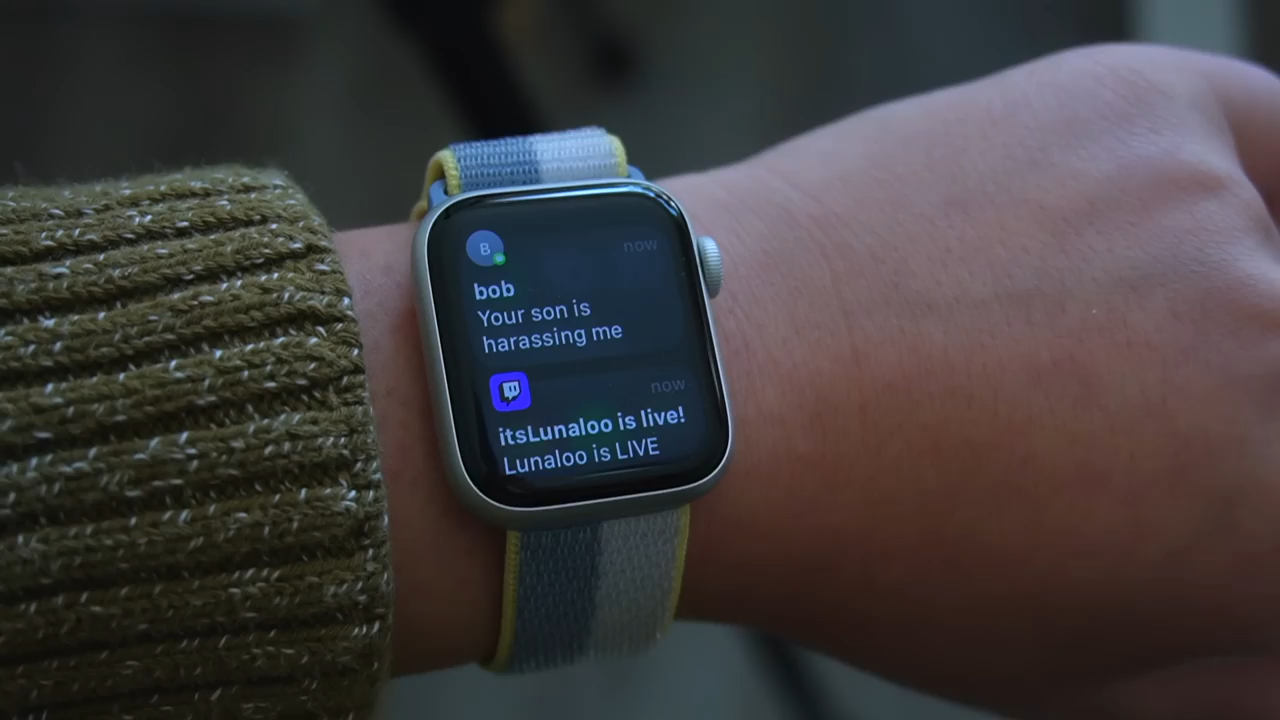 B
now
bob
Your son is
harassing me
now
itsLunaloo is live!
Lunaloo is LIVE